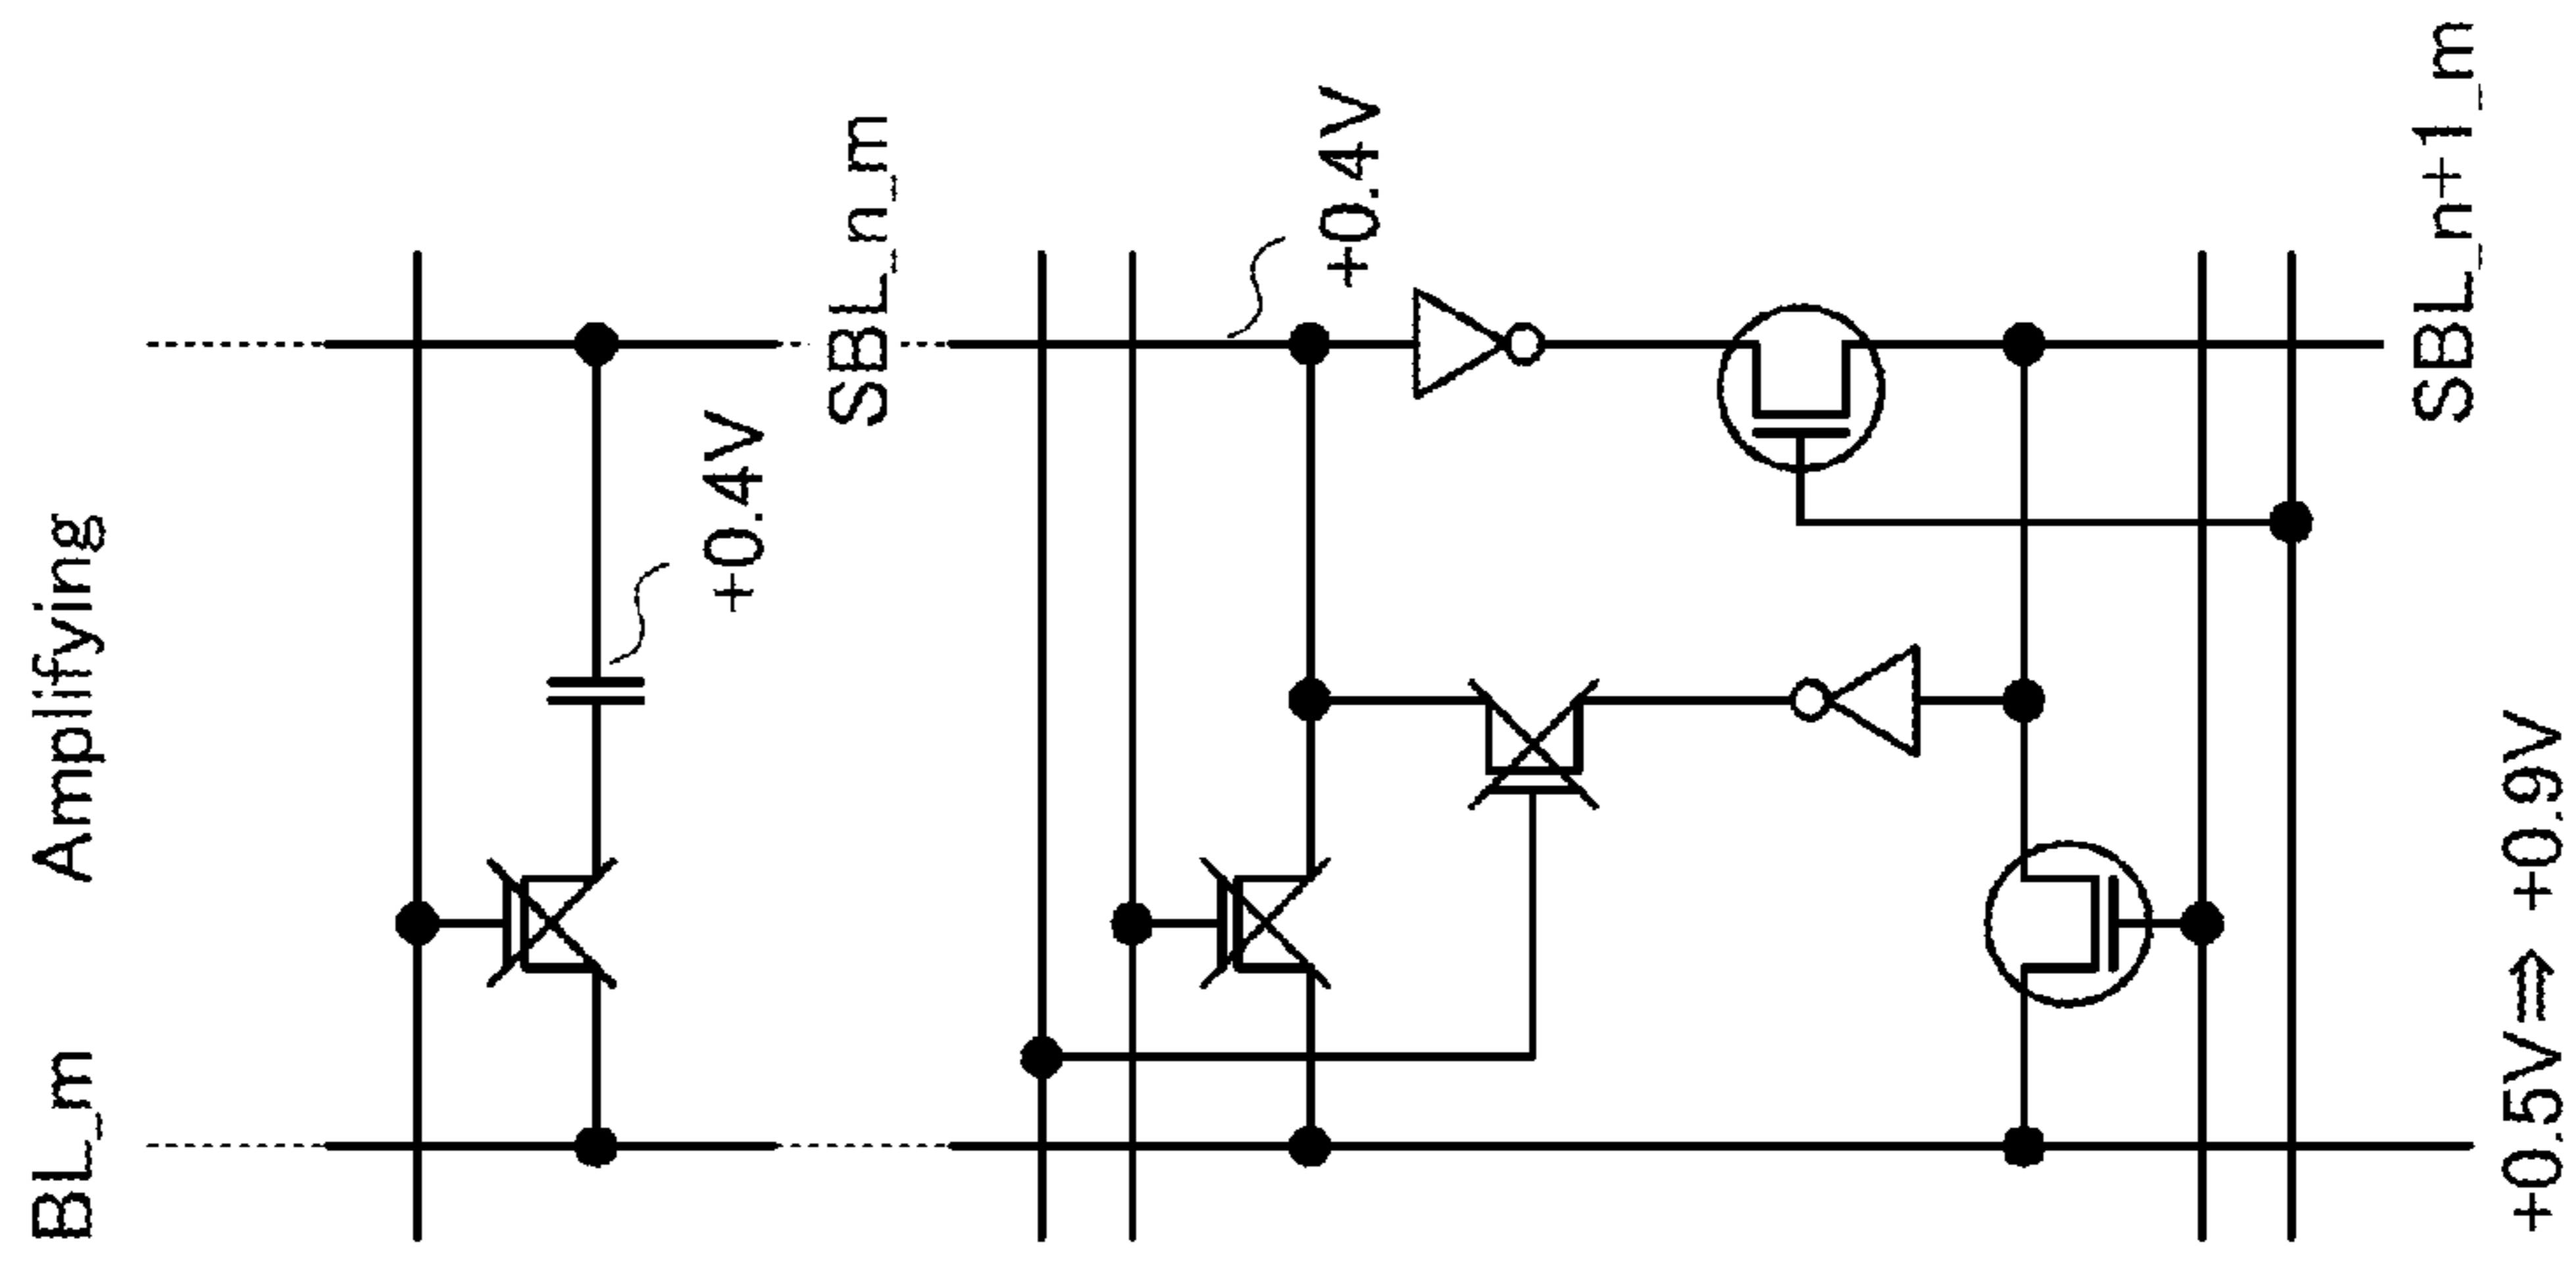 Amplifying
BL_m
+0.4V
SBL_n_m
+0.4V
SBL_n+1_m
+0.5V⇒ +0.9V